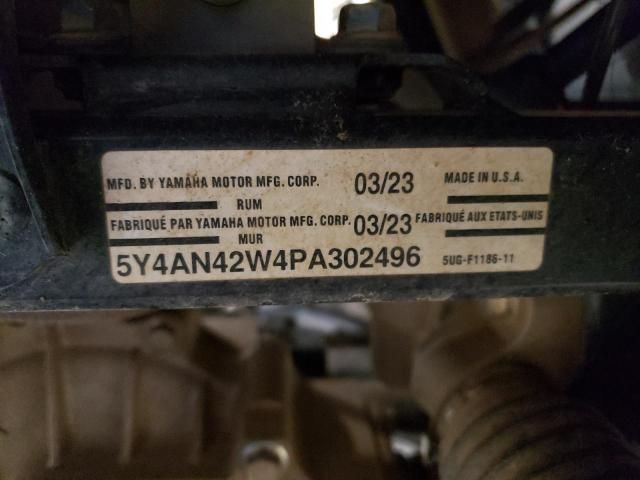 MFD. BY YAMAHA MOTOR MFG. CORP. 03/23 MADE IN U.S.A.
RUM
FABRIQUÉ PAR YAMAHA MOTOR MFG. CORP. 03/23 FABRIQUÉ AUX ETATS-UNIS
MUR
5Y4AN42W4PA302496 5UG-F1186-11